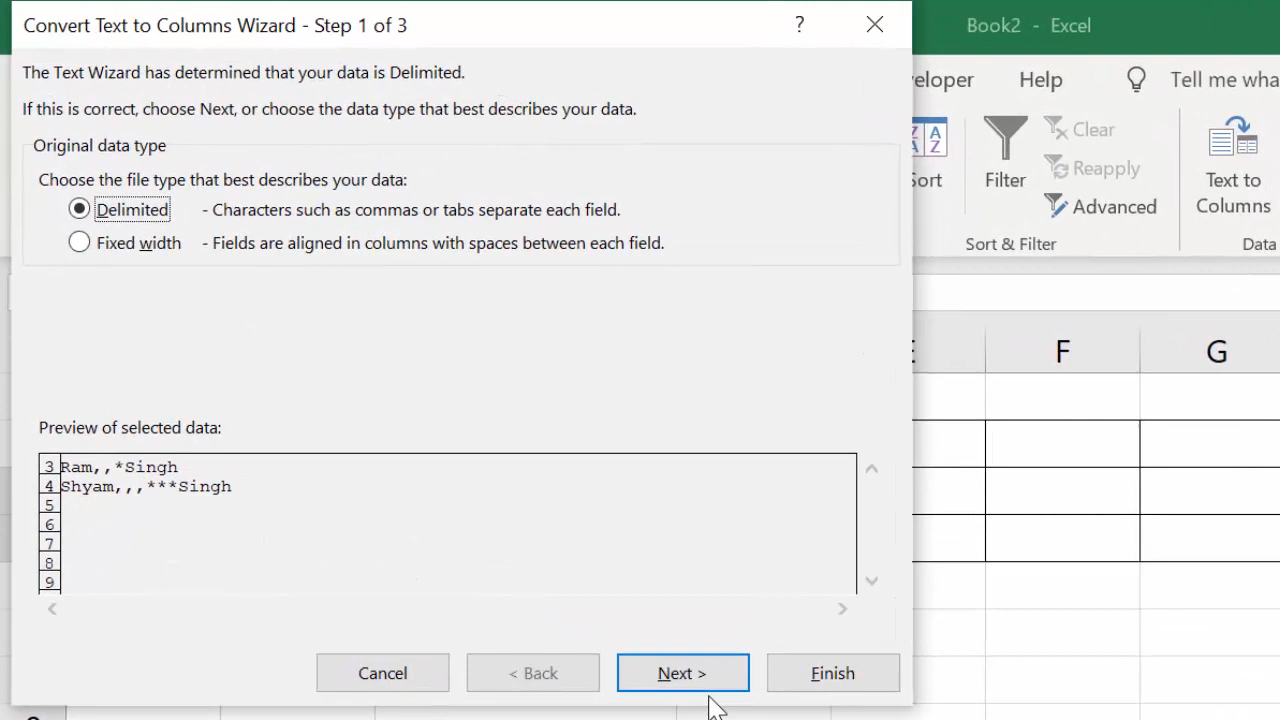 Convert Text to Columns Wizard - Step 1 of 3
?
Book2 - Excel
The Text Wizard has determined that your data is Delimited.
If this is correct, choose Next, or choose the data type that best describes your data.
Original data type
Choose the file type that best describes your data:
Delimited - Characters such as commas or tabs separate each field.
Fixed width - Fields are aligned in columns with spaces between each field.
Preview of selected data:
3 Ram,,*Singh
4 Shyam,,,***Singh
5
6
7
8
9
Cancel
< Back
Next >
Finish
veloper Help Tell me wha
Z A
A Z
Sort
Filter
Clear
Reapply
Advanced
Text to
Columns
Sort & Filter
Data
F G